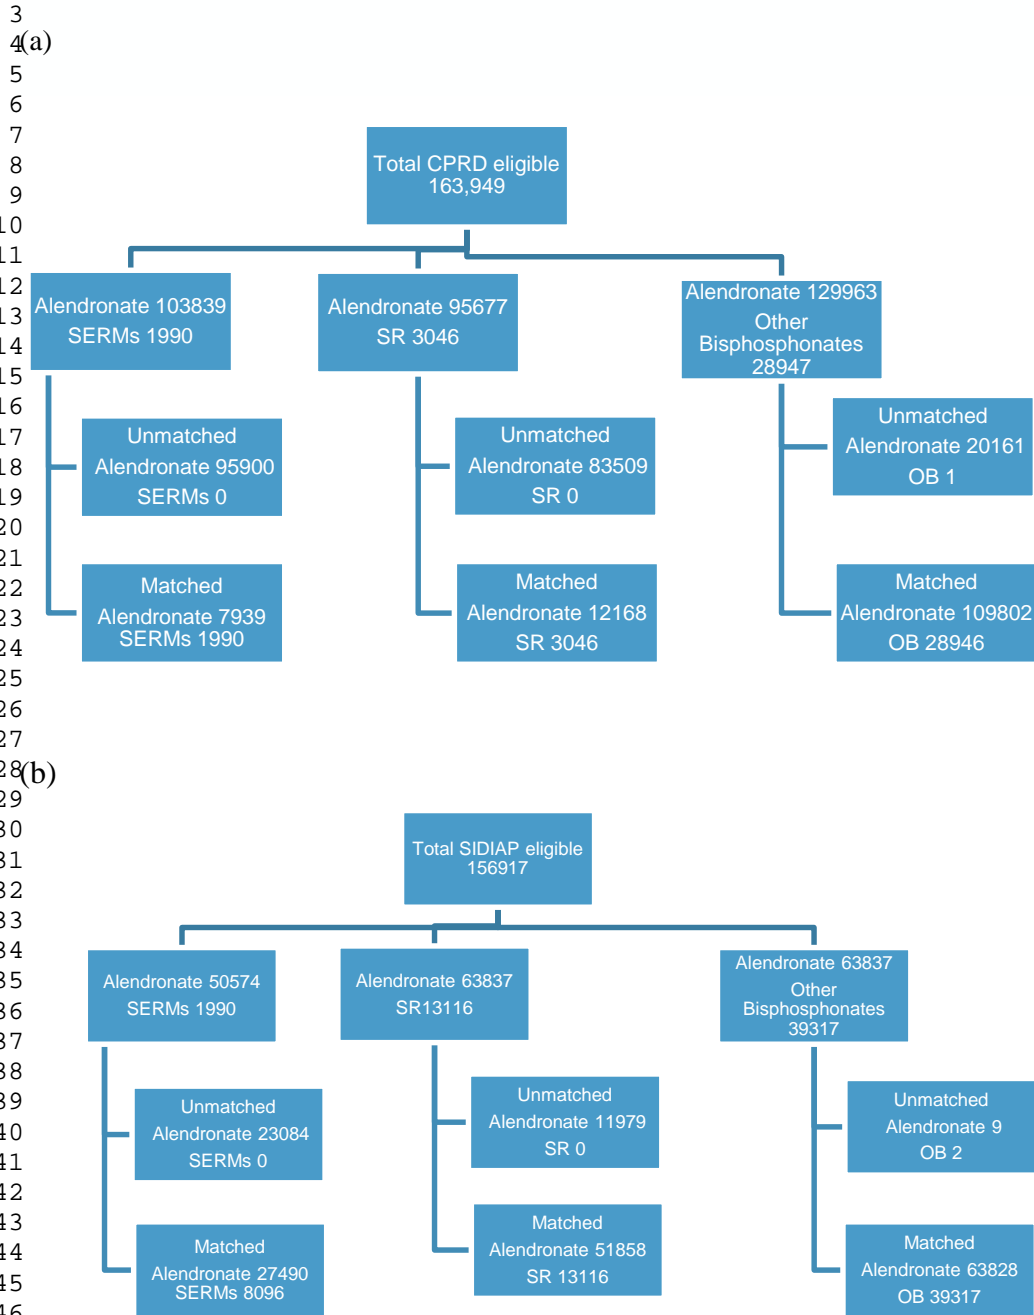 3
4
(a)
5
6
7
8
9
10
11
12
13
14
15
16
17
18
19
20
21
22
23
24
25
26
27
28
29
30
31
32
33
34
35
36
37
38
39
40
41
42
43
44
45
46
Total CPRD eligible
163,949
Alendronate 103839
SERMs 1990
Alendronate 95677
SR 3046
Alendronate 129963
Other
Bisphosphonates
28947
Unmatched
Alendronate 95900
SERMs 0
Unmatched
Alendronate 83509
SR 0
Unmatched
Alendronate 20161
OB 1
Matched
Alendronate 7939
SERMs 1990
Matched
Alendronate 12168
SR 3046
Matched
Alendronate 109802
OB 28946
(b)
Total SIDIAP eligible
156917
Alendronate 50574
SERMs 1990
Alendronate 63837
SR13116
Alendronate 63837
Other
Bisphosphonates
39317
Unmatched
Alendronate 23084
SERMs 0
Unmatched
Alendronate 11979
SR 0
Unmatched
Alendronate 9
OB 2
Matched
Alendronate 27490
SERMs 8096
Matched
Alendronate 51858
SR 13116
Matched
Alendronate 63828
OB 39317